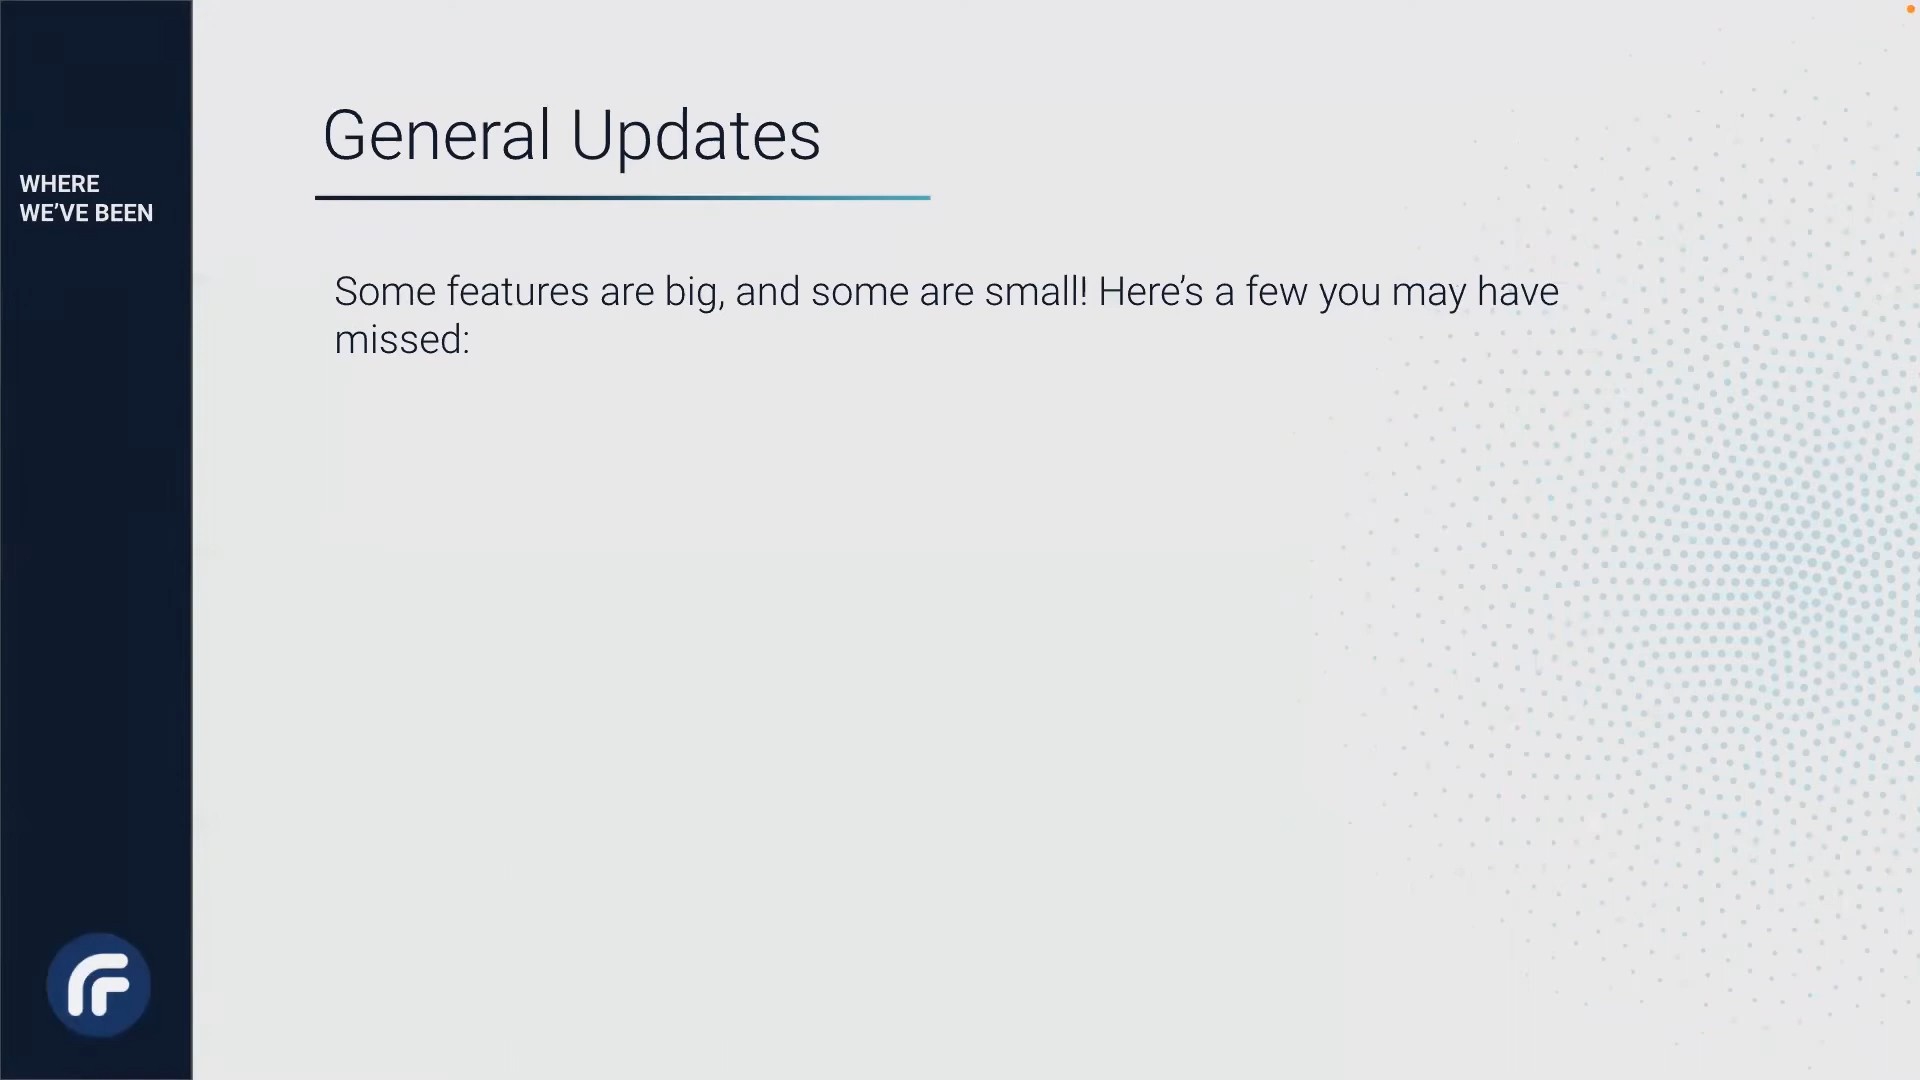 WHERE
WE’VE BEEN
General Updates
Some features are big, and some are small! Here’s a few you may have
missed: